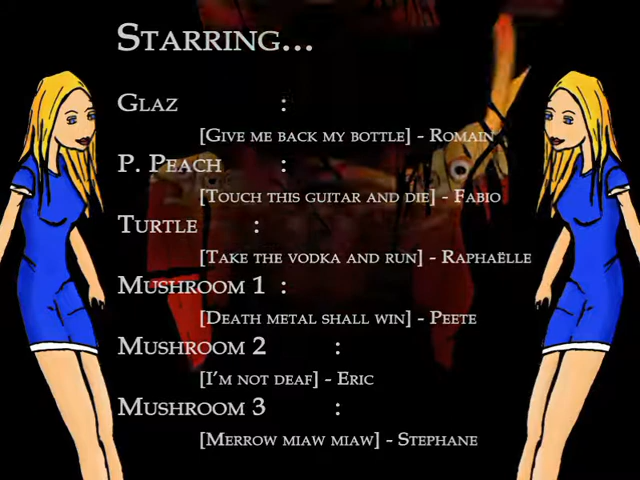 Starring...
Glaz :
[Give me back my bottle] - Romain
P. Peach :
[Touch this guitar and die] - Fabio
Turtle :
[Take the vodka and run] - Raphaëlle
Mushroom 1 :
[Death metal shall win] - Peete
Mushroom 2 :
[I'm not deaf] - Eric
Mushroom 3 :
[Merrow miaw miaw] - Stephane